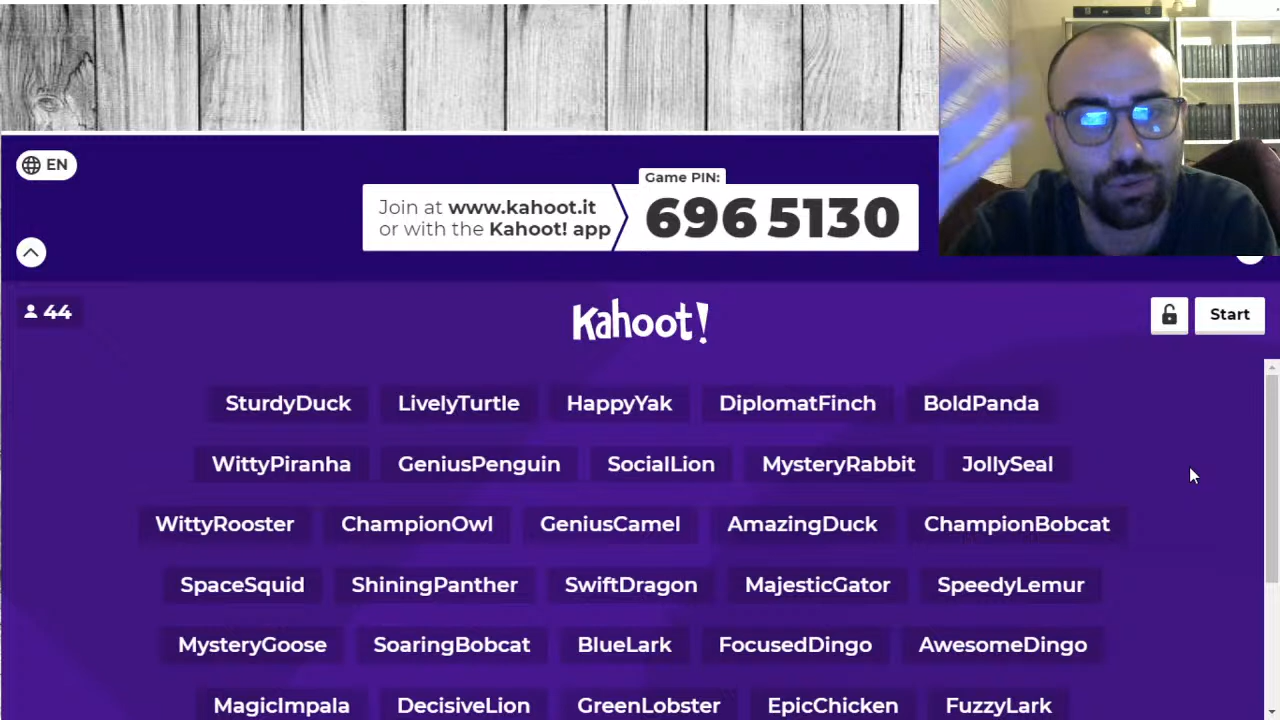 EN
Game PIN:
Join at www.kahoot.it
or with the Kahoot! app
696 5130
44
Kahoot!
Start
SturdyDuck LivelyTurtle HappyYak DiplomatFinch BoldPanda
WittyPiranha GeniusPenguin SocialLion MysteryRabbit JollySeal
WittyRooster ChampionOwl GeniusCamel AmazingDuck ChampionBobcat
SpaceSquid ShiningPanther SwiftDragon MajesticGator SpeedyLemur
MysteryGoose SoaringBobcat BlueLark FocusedDingo AwesomeDingo
MagicImpala DecisiveLion GreenLobster EpicChicken FuzzyLark